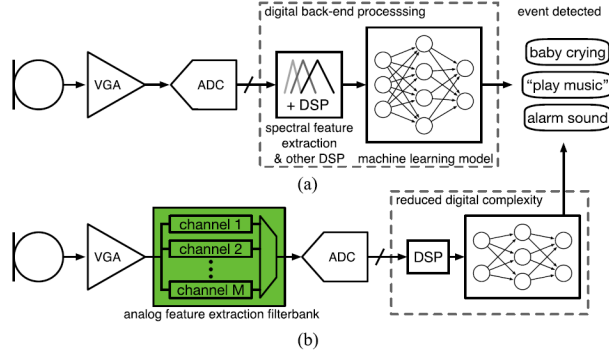 digital back-end processsing
event detected
VGA
ADC
+ DSP
spectral feature
extraction
& other DSP
machine learning model
baby crying
"play music"
alarm sound
(a)
reduced digital complexity
VGA
channel 1
channel 2
channel M
ADC
DSP
analog feature extraction filterbank
(b)